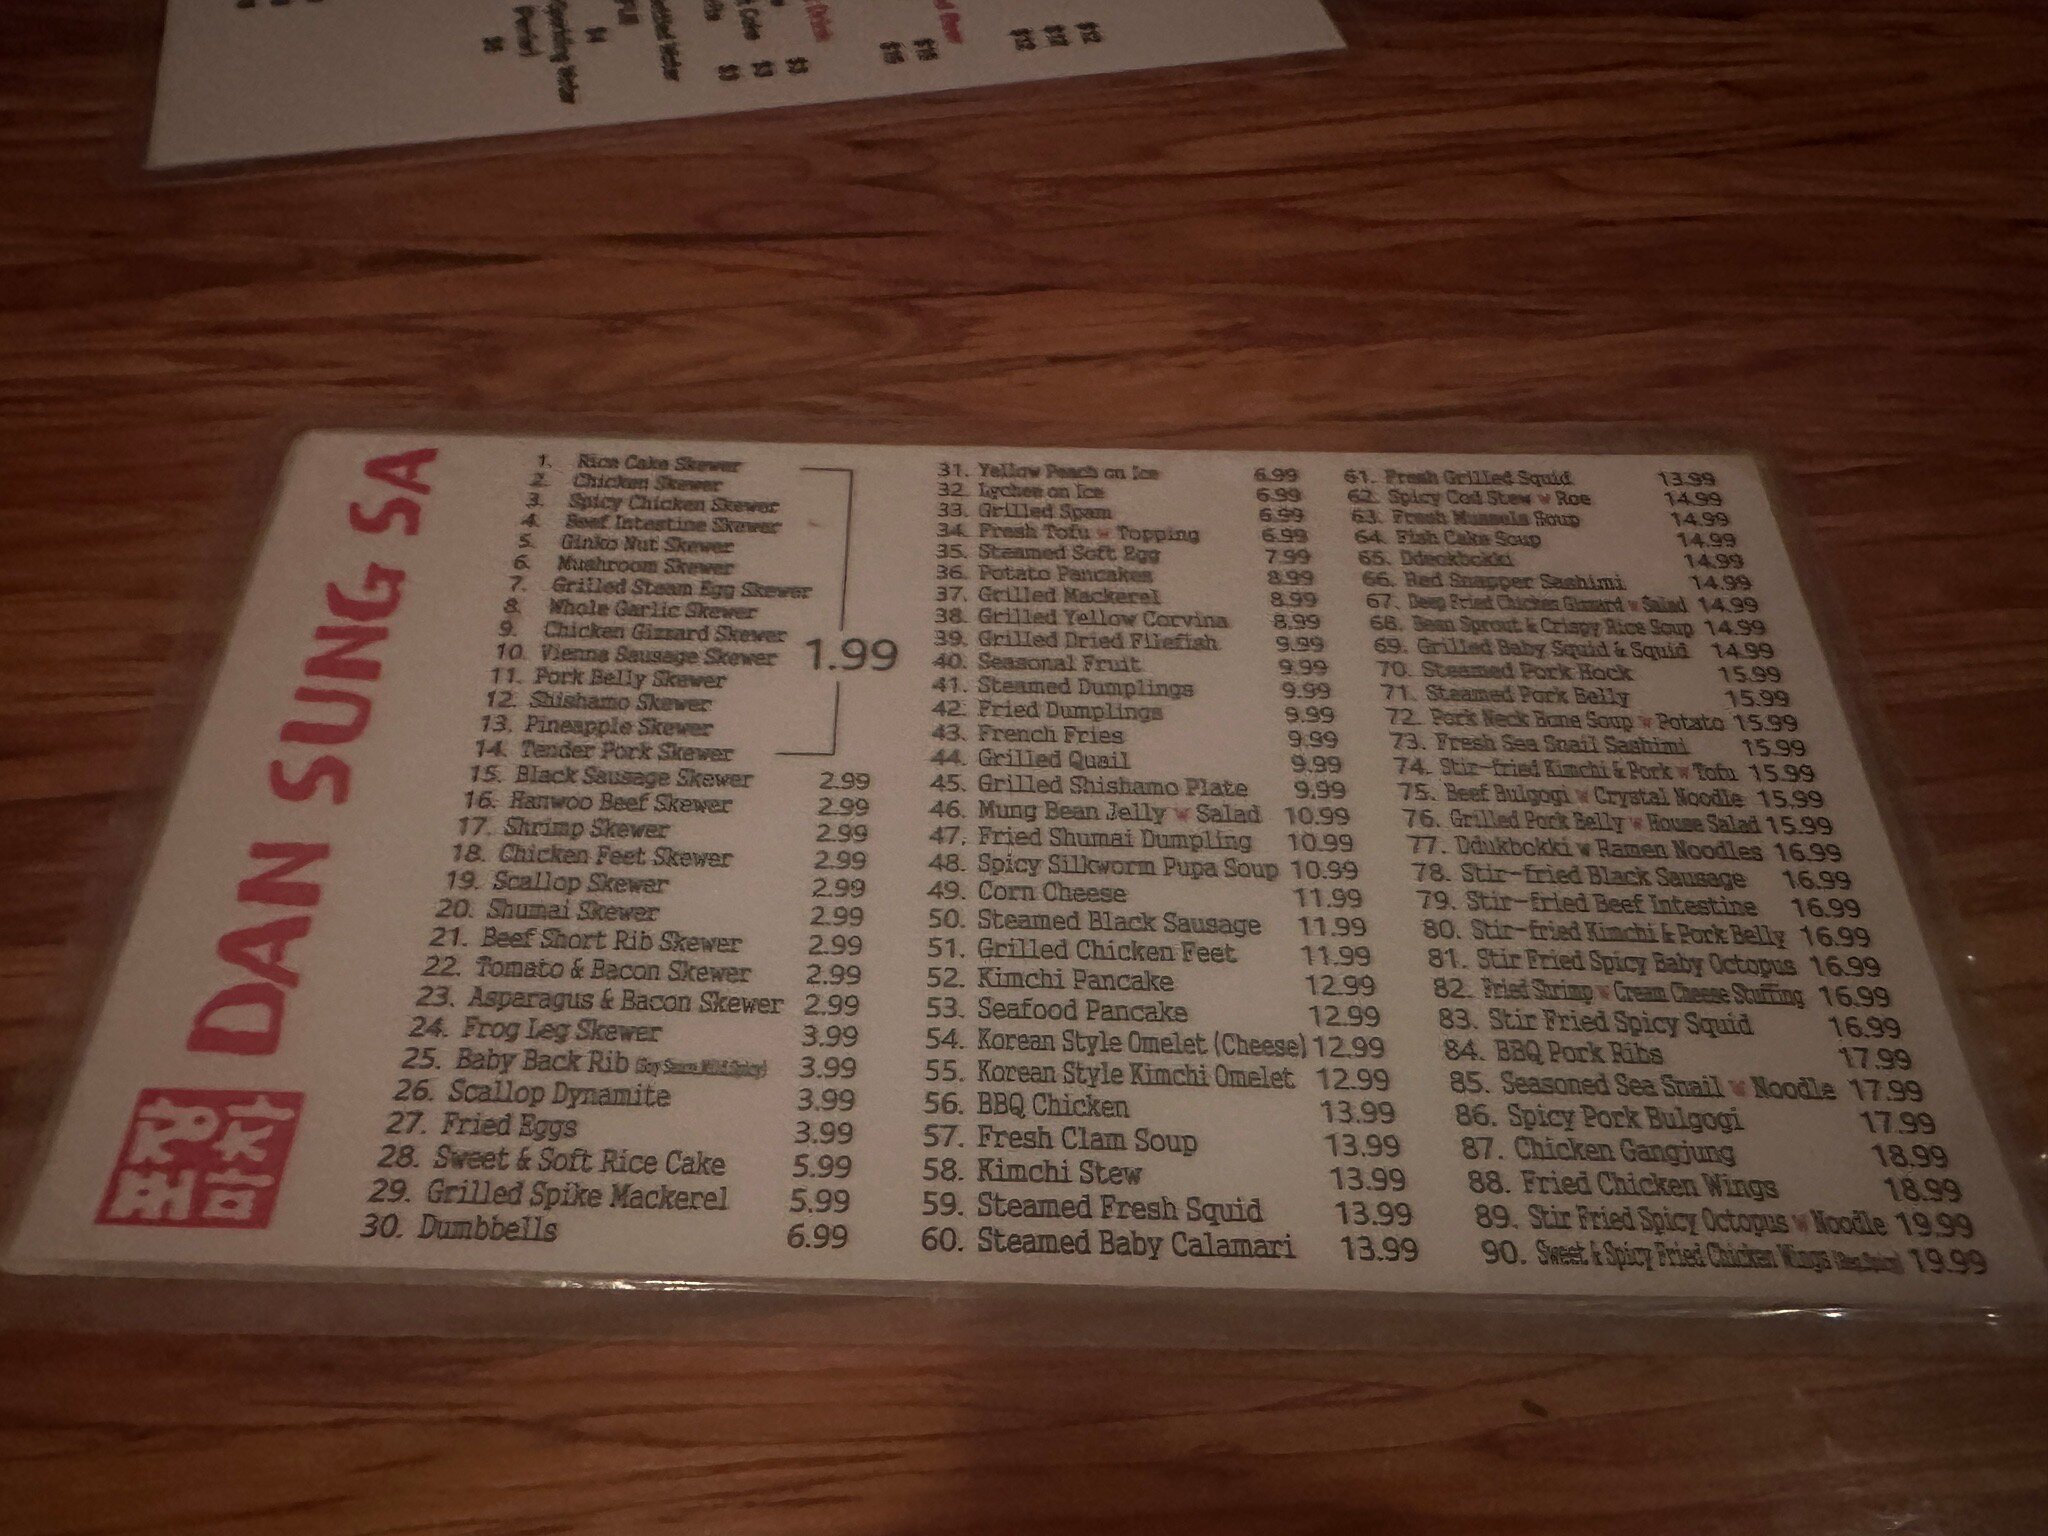 DAN SUNG SA
1. Rice Cake Skewer
2. Chicken Skewer
3. Spicy Chicken Skewer
4. Beef Intestine Skewer
5. Ginko Nut Skewer
6. Mushroom Skewer
7. Grilled Steam Egg Skewer
8. Whole Garlic Skewer
9. Chicken Gizzard Skewer
10. Vienna Sausage Skewer 1.99
11. Pork Belly Skewer
12. Shishamo Skewer
13. Pineapple Skewer
14. Tender Pork Skewer
15. Black Sausage Skewer 2.99
16. Hanwoo Beef Skewer 2.99
17. Shrimp Skewer 2.99
18. Chicken Feet Skewer 2.99
19. Scallop Skewer 2.99
20. Shumai Skewer 2.99
21. Beef Short Rib Skewer 2.99
22. Tomato & Bacon Skewer 2.99
23. Asparagus & Bacon Skewer 2.99
24. Frog Leg Skewer 3.99
25. Baby Back Rib 3.99
26. Scallop Dynamite 3.99
27. Fried Eggs 3.99
28. Sweet & Soft Rice Cake 5.99
29. Grilled Spike Mackerel 5.99
30. Dumbbells 6.99
31. Yellow Peach on Ice 6.99
32. Lychee on Ice 6.99
33. Grilled Spam 6.99
34. Fresh Tofu w Topping 6.99
35. Steamed Soft Egg 7.99
36. Potato Pancakes 8.99
37. Grilled Mackerel 8.99
38. Grilled Yellow Corvina 8.99
39. Grilled Dried Filefish 9.99
40. Seasonal Fruit 9.99
41. Steamed Dumplings 9.99
42. Fried Dumplings 9.99
43. French Fries 9.99
44. Grilled Quail 9.99
45. Grilled Shishamo Plate 9.99
46. Mung Bean Jelly w Salad 10.99
47. Fried Shumai Dumpling 10.99
48. Spicy Silkworm Pupa Soup 10.99
49. Corn Cheese 11.99
50. Steamed Black Sausage 11.99
51. Grilled Chicken Feet 11.99
52. Kimchi Pancake 12.99
53. Seafood Pancake 12.99
54. Korean Style Omelet (Cheese) 12.99
55. Korean Style Kimchi Omelet 12.99
56. BBQ Chicken 13.99
57. Fresh Clam Soup 13.99
58. Kimchi Stew 13.99
59. Steamed Fresh Squid 13.99
60. Steamed Baby Calamari 13.99
61. Fresh Grilled Squid 13.99
62. Spicy Cod Stew w Roe 14.99
63. Fresh Mussels Soup 14.99
64. Fish Cake Soup 14.99
65. Ddeokbokki 14.99
66. Red Snapper Sashimi 14.99
67. Deep Fried Chicken Gizzard w Salad 14.99
68. Bean Sprout & Crispy Rice Soup 14.99
69. Grilled Baby Squid & Squid 14.99
70. Steamed Pork Hock 15.99
71. Steamed Pork Belly 15.99
72. Pork Neck Bone Soup w Potato 15.99
73. Fresh Sea Snail Sashimi 15.99
74. Stir-fried Kimchi & Pork w Tofu 15.99
75. Beef Bulgogi w Crystal Noodle 15.99
76. Grilled Pork Belly w House Salad 15.99
77. Ddukbokki w Ramen Noodles 16.99
78. Stir-fried Black Sausage 16.99
79. Stir-fried Beef Intestine 16.99
80. Stir-fried Kimchi & Pork Belly 16.99
81. Stir Fried Spicy Baby Octopus 16.99
82. Fried Shrimp w Cream Cheese Stuffing 16.99
83. Stir Fried Spicy Squid 16.99
84. BBQ Pork Ribs 17.99
85. Seasoned Sea Snail w Noodle 17.99
86. Spicy Pork Bulgogi 17.99
87. Chicken Gangjung 18.99
88. Fried Chicken Wings 18.99
89. Stir Fried Spicy Octopus w Noodle 19.99
90. Sweet & Spicy Fried Chicken Wings 19.99